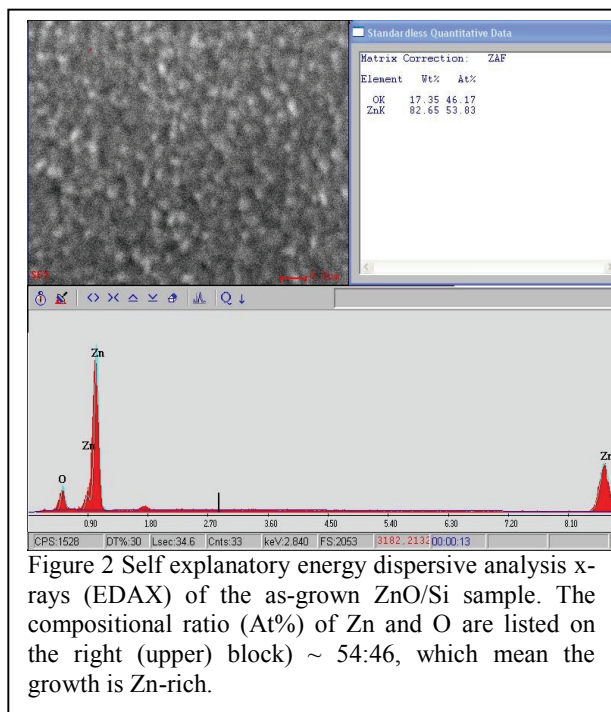 Standardless Quantitative Data
Matrix Correction: ZAF
Element Wt% At%
OK 17.35 46.17
ZnK 82.65 53.83
Zn
Zn
O
0.90 1.80 2.70 3.60 4.50 5.40 6.30 7.20 8.10
CPS:1528 DT%:30 Lsec:34.6 Cnts:33 keV:2.840 FS:2053 3182,2132 00:00:13
Figure 2 Self explanatory energy dispersive analysis x-
rays (EDAX) of the as-grown ZnO/Si sample. The
compositional ratio (At%) of Zn and O are listed on
the right (upper) block) ~ 54:46, which mean the
growth is Zn-rich.